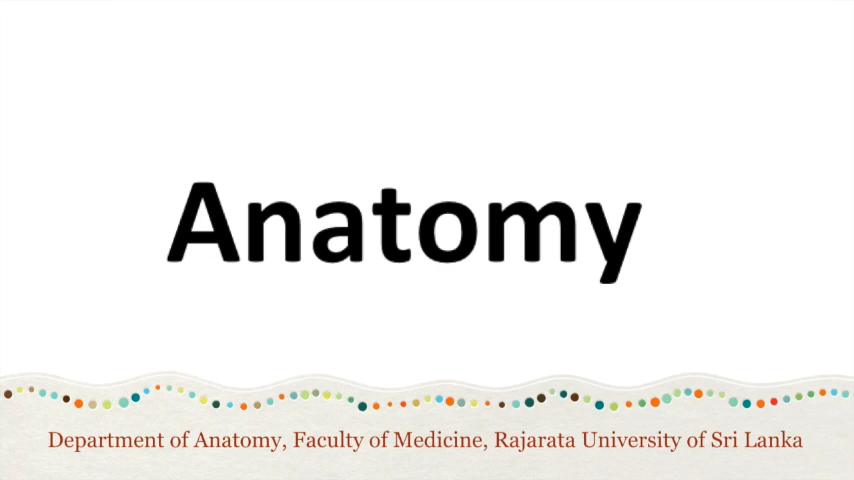 Anatomy
Department of Anatomy, Faculty of Medicine, Rajarata University of Sri Lanka